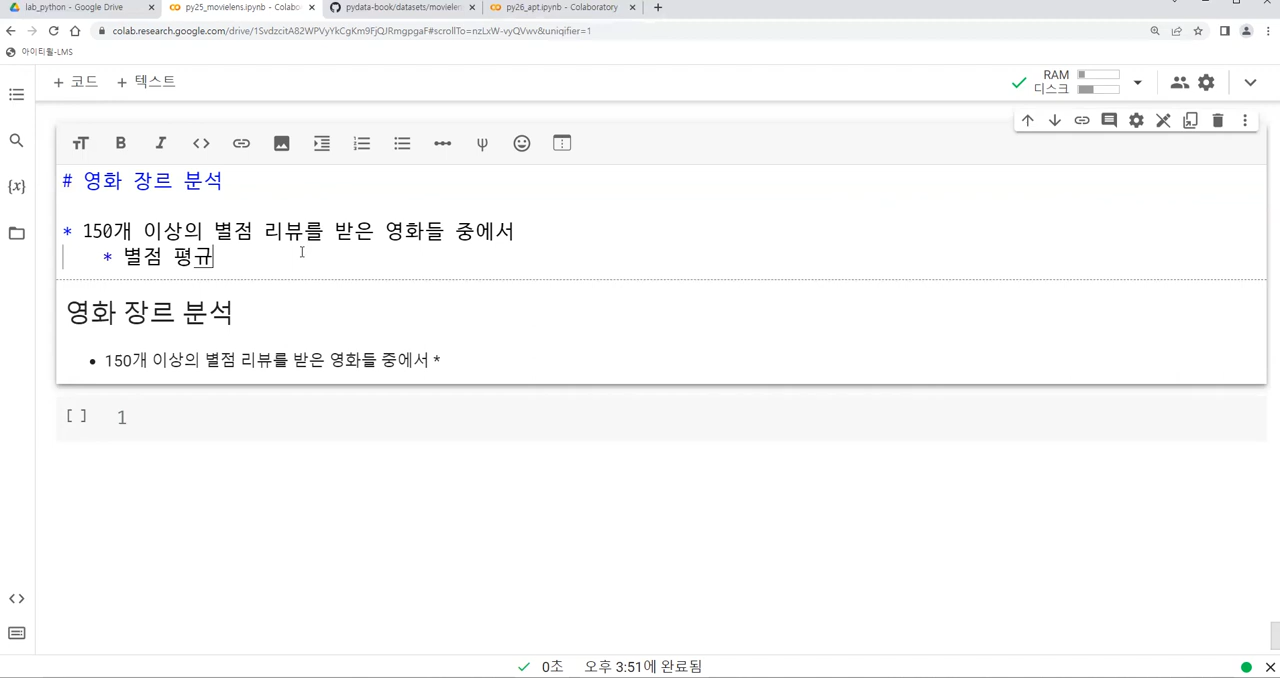 lab_python - Google Drive
py25_movielens.ipynb - Colabo
pydata-book/datasets/movielen
py26_apt.ipynb - Colaboratory
colab.research.google.com/drive/1SvdzcitA82WPVyYkCgKm9FjQJRmgpgaF#scrollTo=nzLxW-vyQVwv&uniqifier=1
아이티윌-LMS
+ 코드 + 텍스트
RAM
디스크
# 영화 장르 분석
* 150개 이상의 별점 리뷰를 받은 영화들 중에서
* 별점 평규
영화 장르 분석
• 150개 이상의 별점 리뷰를 받은 영화들 중에서 *
[ ] 1
0초 오후 3:51에 완료됨